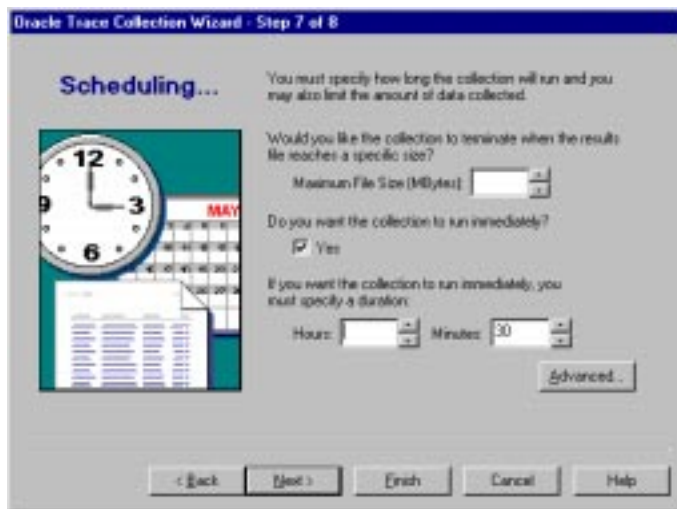 Oracle Trace Collection Wizard - Step 7 of 8
Scheduling...
You must specify how long the collection will run and you
may also limit the amount of data collected.
Would you like the collection to terminate when the results
file reaches a specific size?
Maximum File Size (MBytes):
Do you want the collection to run immediately?
Yes
If you want the collection to run immediately, you
must specify a duration:
Hours: Minutes: 30
Advanced...
12
3
6
9
MAY
< Back Next > Finish Cancel Help